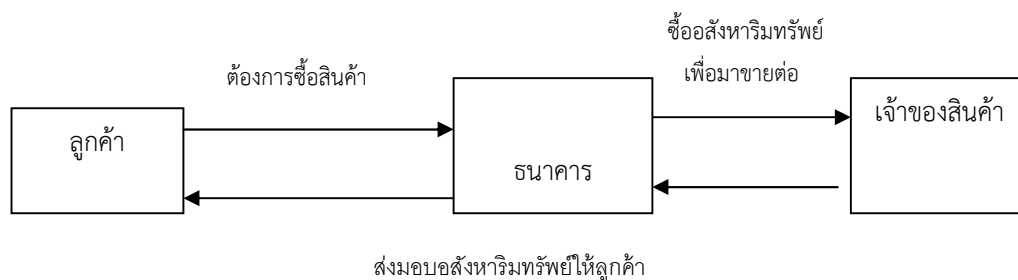 ซื้ออสังหาริมทรัพย์
เพื่อมาขายต่อ
ต้องการซื้อสินค้า
ลูกค้า
ธนาคาร
เจ้าของสินค้า
ส่งมอบอสังหาริมทรัพย์ให้ลูกค้า